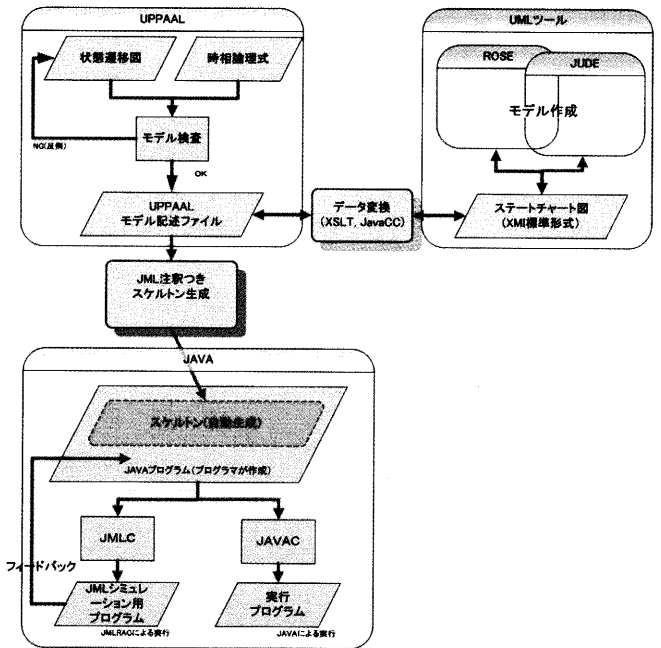 UPPAAL
状態遷移図
時相論理式
モデル検査
NG(反例)
OK
UPPAAL
モデル記述ファイル
データ変換
(XSLT, JavaCC)
UMLツール
ROSE
JUDE
モデル作成
ステートチャート図
(XMI標準形式)
JML注釈つき
スケルトン生成
JAVA
スケルトン(自動生成)
JAVAプログラム(プログラマが作成)
JMLC
JAVAC
フィードバック
JMLシミュレ
ーション用
プログラム
JMLRACによる実行
実行
プログラム
JAVAによる実行